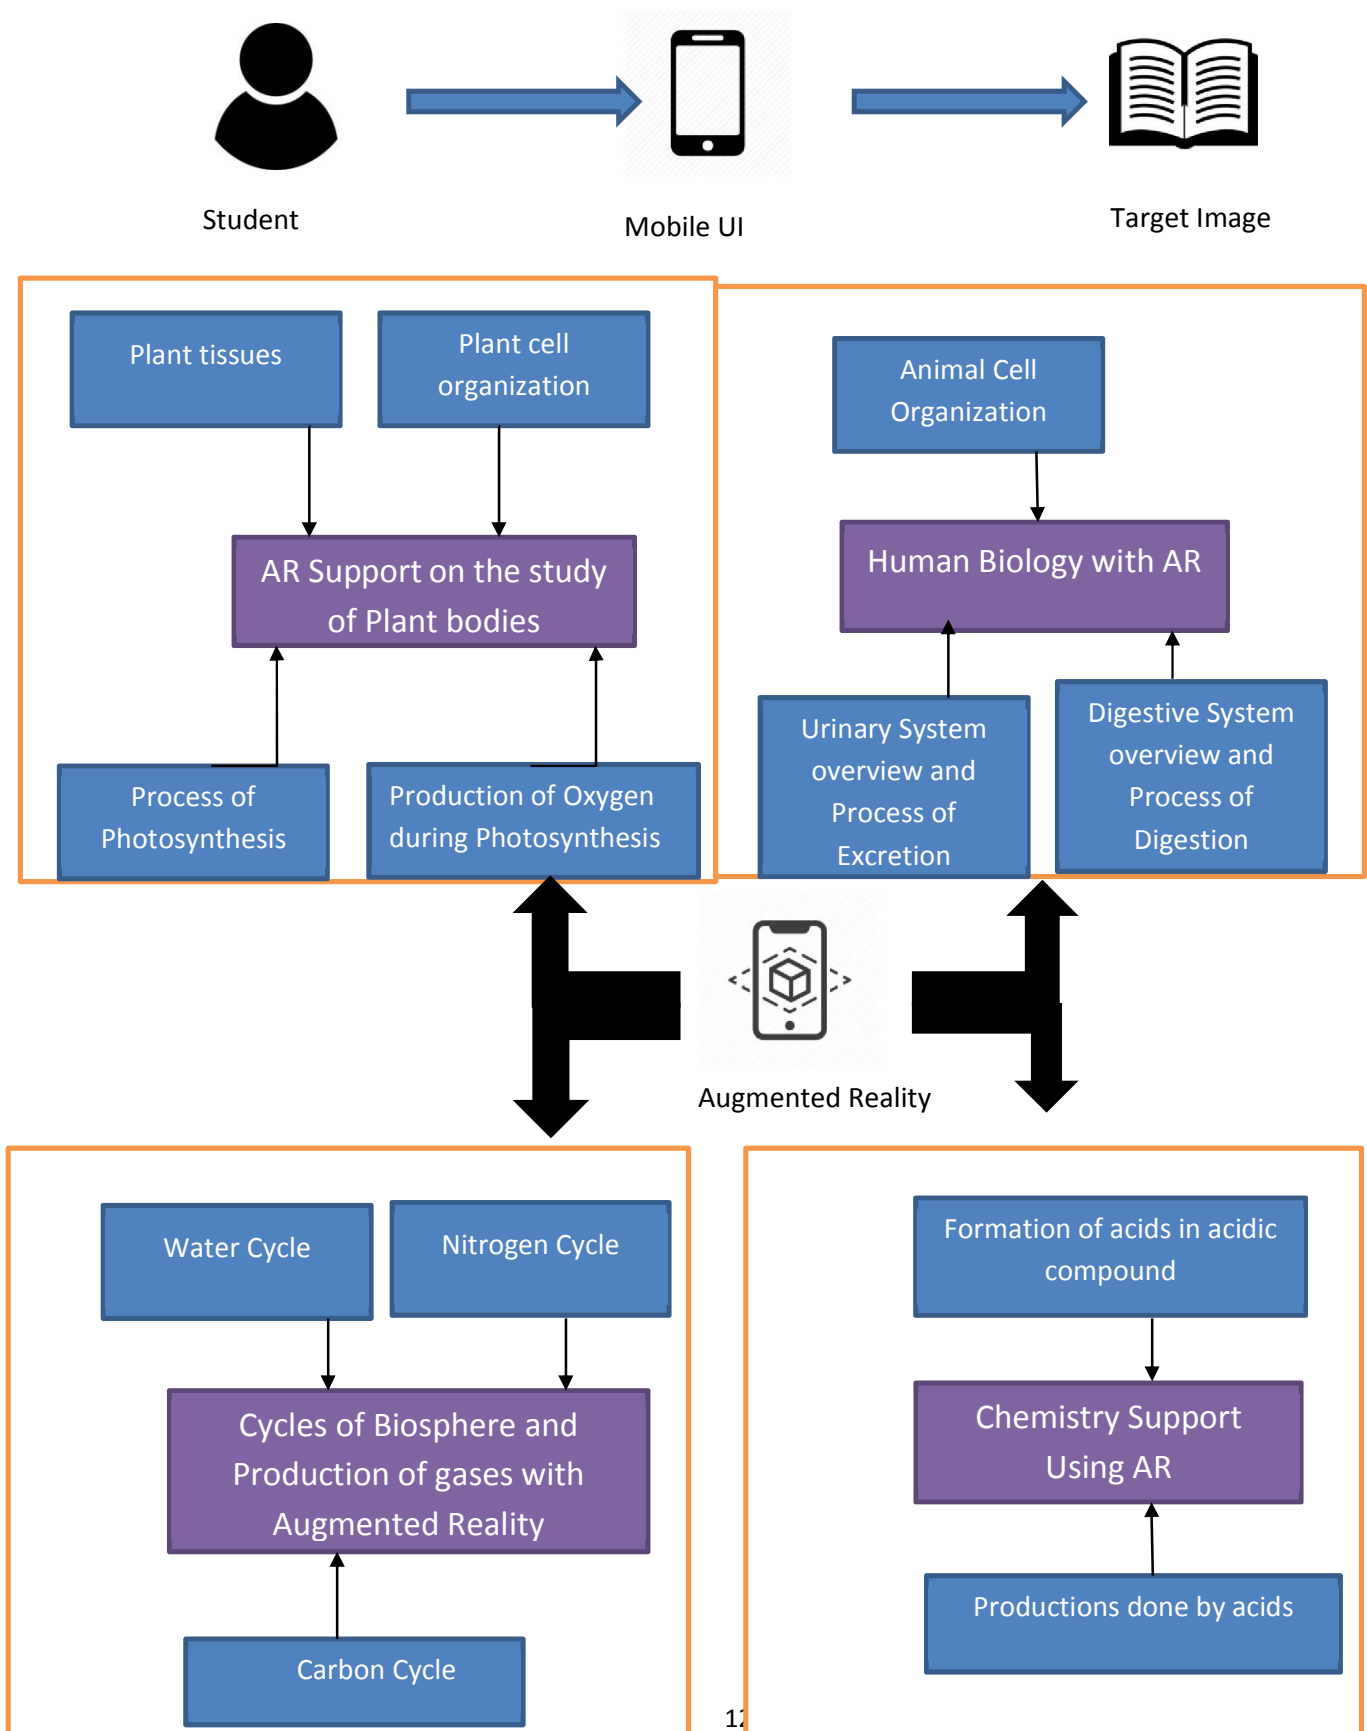 Student
Mobile UI
Target Image
Plant tissues
Plant cell
organization
AR Support on the study
of Plant bodies
Process of
Photosynthesis
Production of Oxygen
during Photosynthesis
Animal Cell
Organization
Human Biology with AR
Urinary System
overview and
Process of
Excretion
Digestive System
overview and
Process of
Digestion
Augmented Reality
Water Cycle
Nitrogen Cycle
Cycles of Biosphere and
Production of gases with
Augmented Reality
Carbon Cycle
Formation of acids in acidic
compound
Chemistry Support
Using AR
Productions done by acids